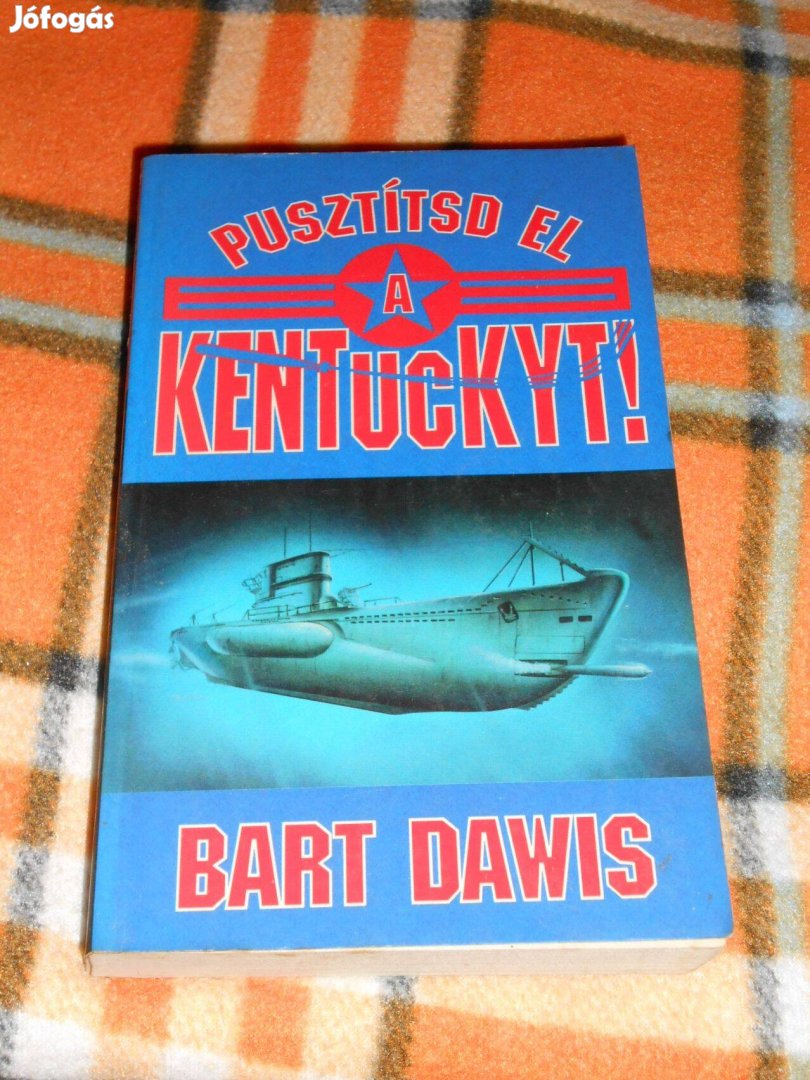 Jófogás
PUSZTÍTSD EL
A
KENTUCKYT!
BART DAWIS